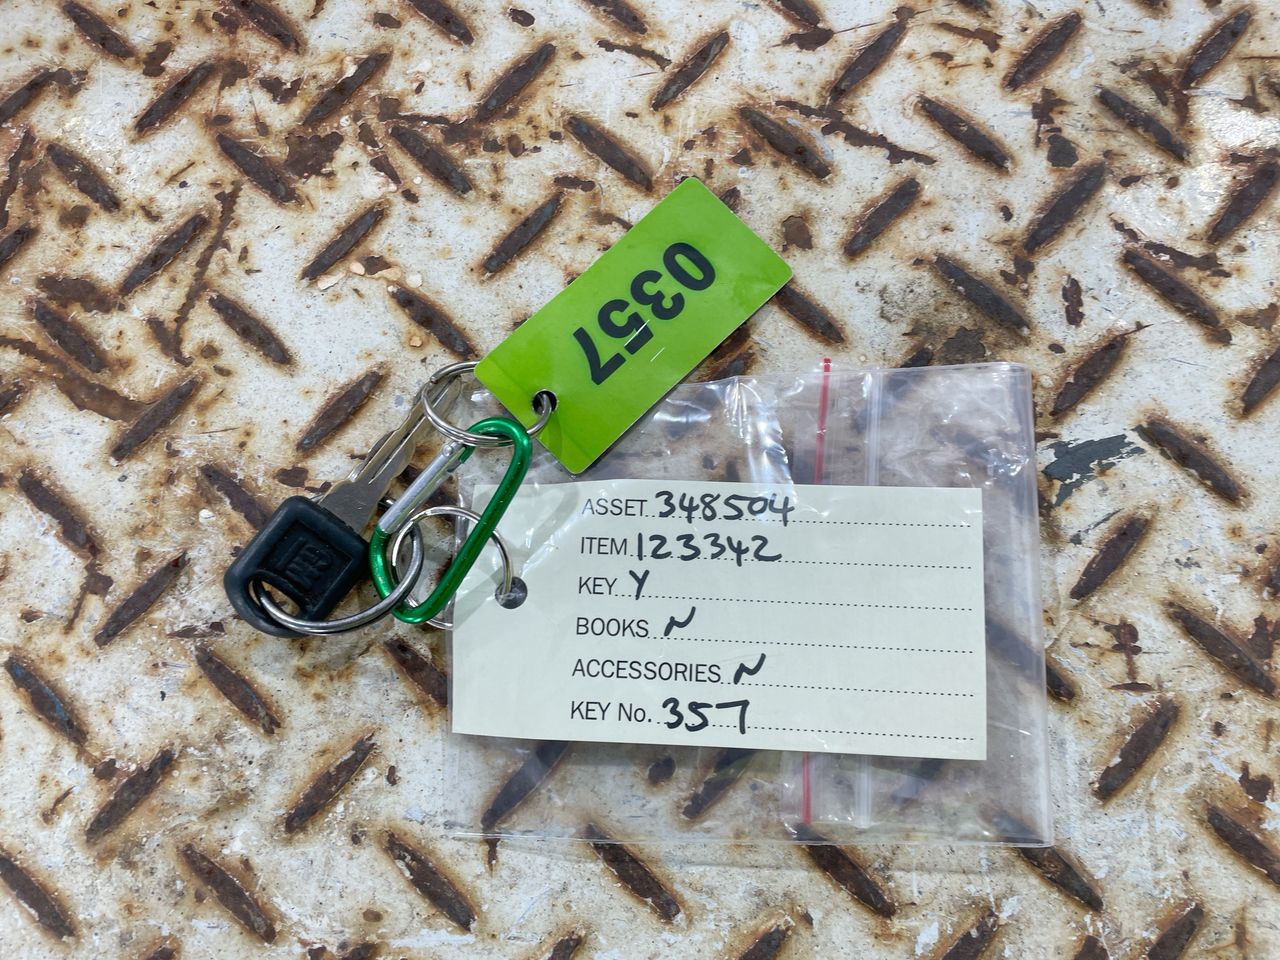 0357
ASSET 348504
ITEM 123342
KEY Y
BOOKS N
ACCESSORIES N
KEY No. 357